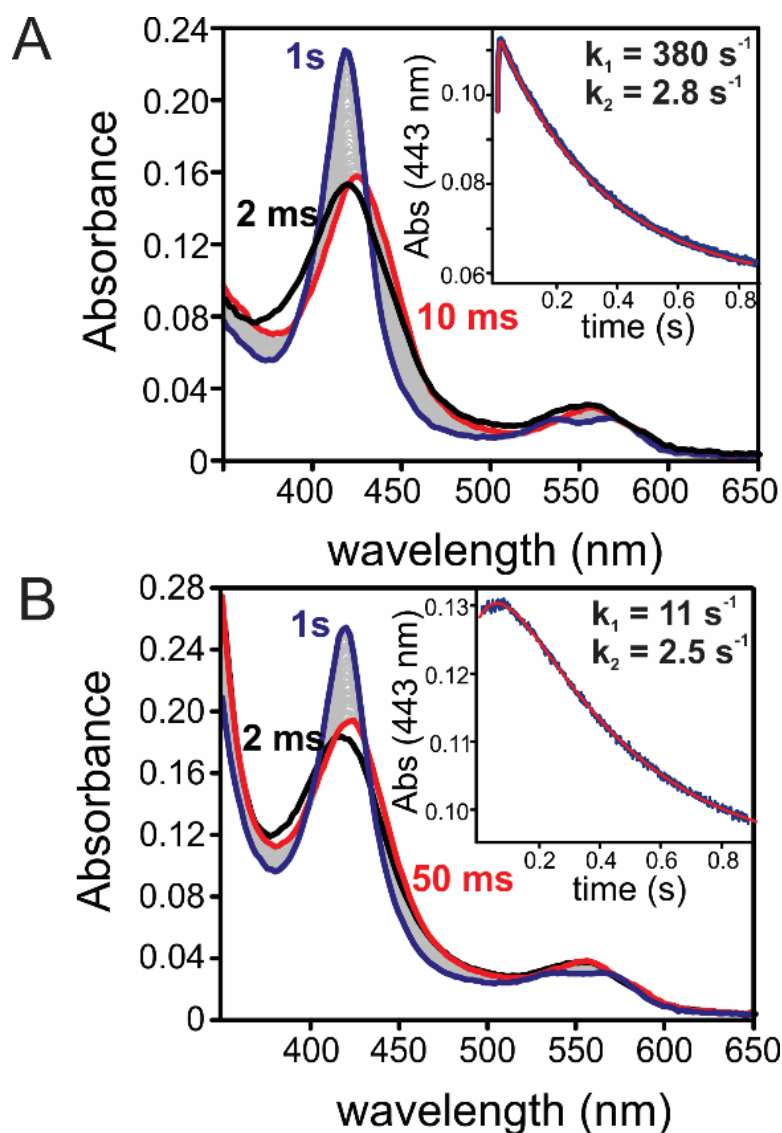 A
0.24
0.20
0.16
0.12
0.08
0.04
0
Absorbance
1s
2 ms
10 ms
k₁ = 380 s⁻¹
k₂ = 2.8 s⁻¹
Abs (443 nm)
0.10
0.08
0.06
0.2 0.4 0.6 0.8
time (s)
400 450 500 550 600 650
wavelength (nm)
B
0.28
0.24
0.20
0.16
0.12
0.08
0.04
0
Absorbance
1s
2 ms
50 ms
k₁ = 11 s⁻¹
k₂ = 2.5 s⁻¹
Abs (443 nm)
0.13
0.12
0.11
0.10
0.2 0.4 0.6 0.8
time (s)
400 450 500 550 600 650
wavelength (nm)